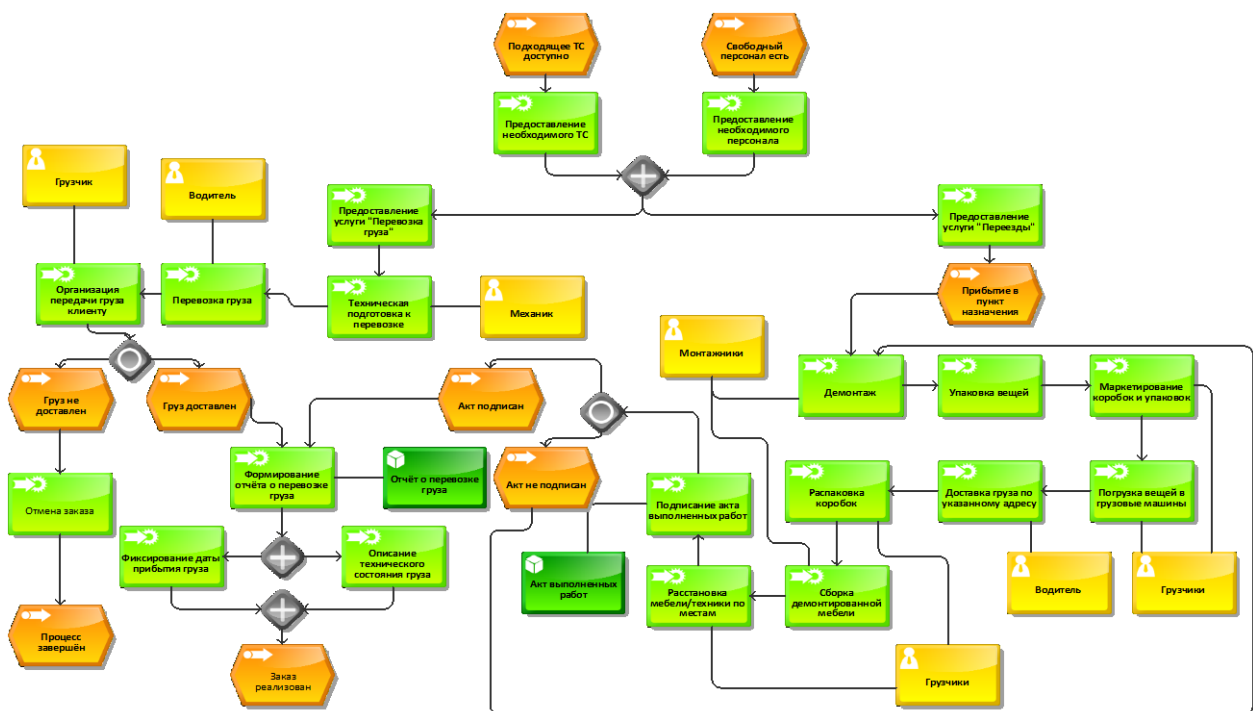 Подходящее ТС
доступно
Свободный
персонал есть
Предоставление
необходимого ТС
Предоставление
необходимого
персонала
Грузчик
Водитель
Предоставление
услуги "Перевозка
груза"
Предоставление
услуги "Переезды"
Организация
передачи груза
клиенту
Перевозка груза
Техническая
подготовка к
перевозке
Механик
Прибытие в
пункт
назначения
Монтажники
Груз не
доставлен
Груз доставлен
Акт подписан
Демонтаж
Упаковка вещей
Маркетирование
коробок и упаковок
Формирование
отчёта о перевозке
груза
Отчёт о перевозке
груза
Акт не подписан
Подписание акта
выполненных работ
Распаковка
коробок
Доставка груза по
указанному адресу
Погрузка вещей в
грузовые машины
Отмена заказа
Фиксирование даты
прибытия груза
Описание
технического
состояния груза
Акт выполненных
работ
Расстановка
мебели/техники по
местам
Сборка
демонтированной
мебели
Водитель
Грузчики
Процесс
завершён
Заказ
реализован
Грузчики